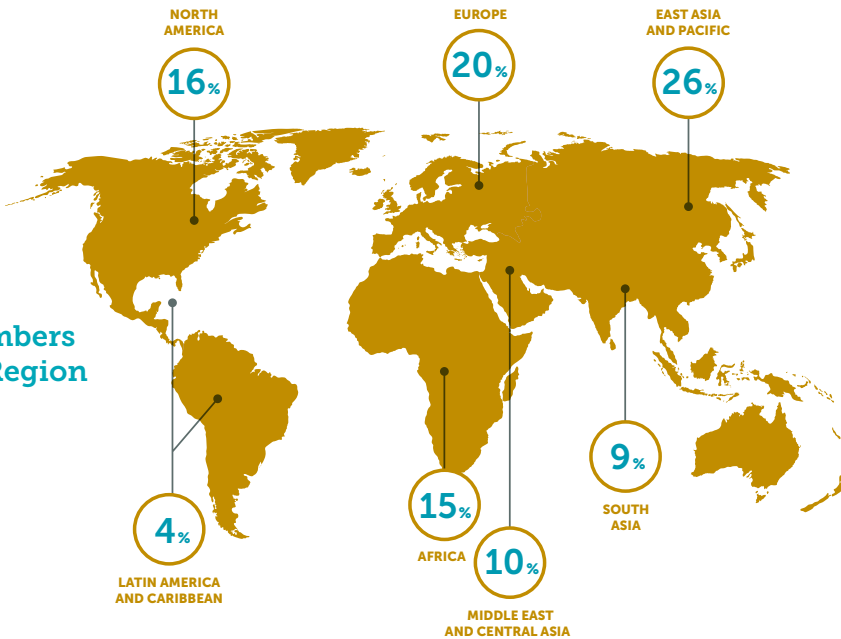 NORTH
AMERICA
16%
EUROPE
20%
EAST ASIA
AND PACIFIC
26%
Region
4%
LATIN AMERICA
AND CARIBBEAN
15%
AFRICA
10%
MIDDLE EAST
AND CENTRAL ASIA
9%
SOUTH
ASIA